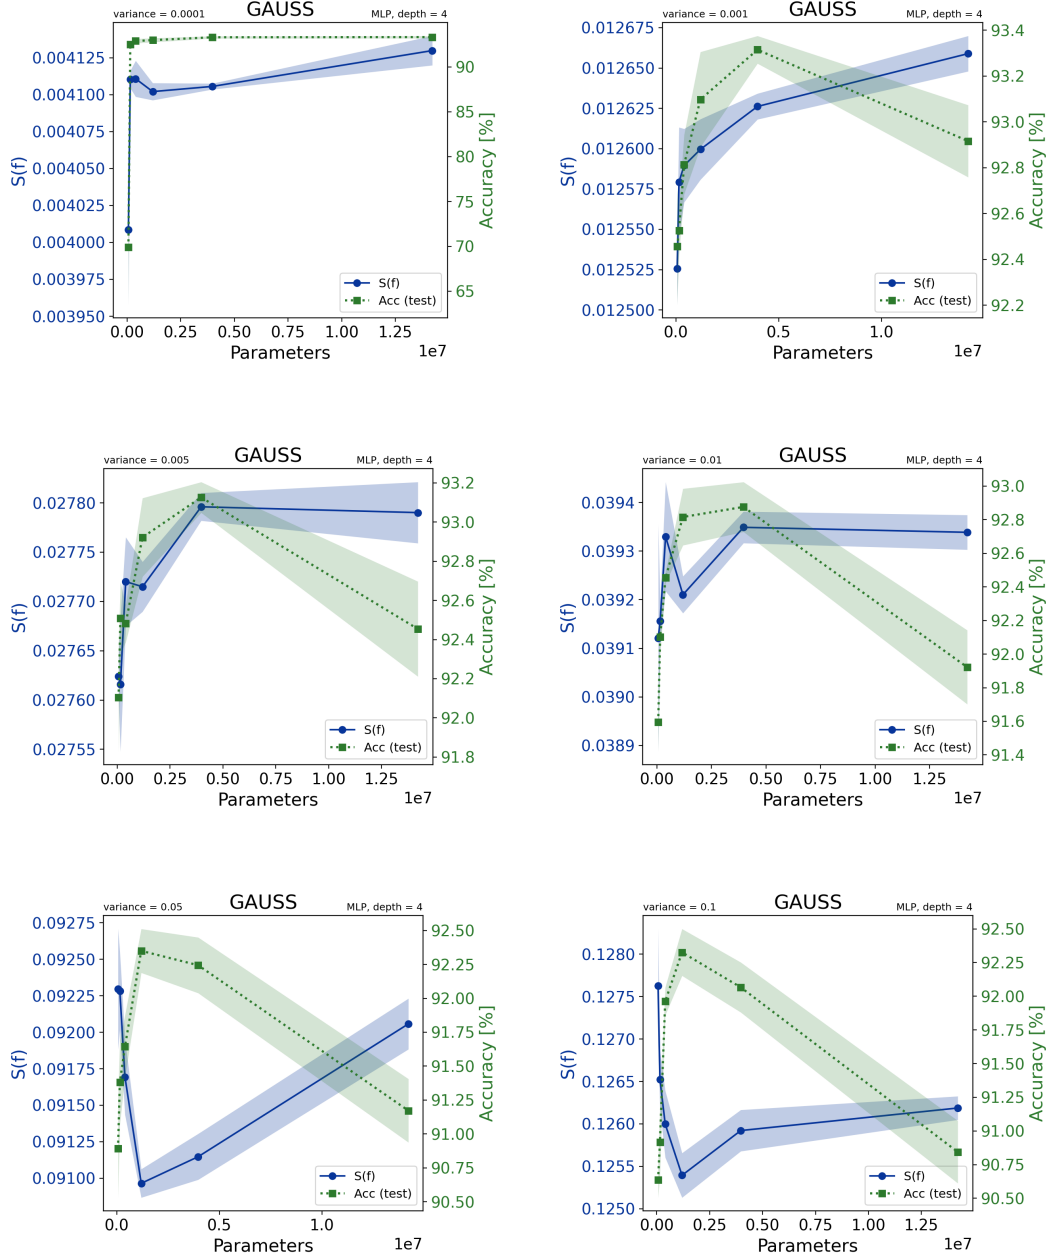 variance = 0.0001 GAUSS MLP, depth = 4
0.004125
0.004100
0.004075
0.004050
0.004025
0.004000
0.003975
0.003950
S(f)
90
85
80
75
70
65
Accuracy [%]
S(f)
Acc (test)
0.00 0.25 0.50 0.75 1.00 1.25
Parameters 1e7
variance = 0.001 GAUSS MLP, depth = 4
0.012675
0.012650
0.012625
0.012600
0.012575
0.012550
0.012525
0.012500
S(f)
93.4
93.2
93.0
92.8
92.6
92.4
92.2
Accuracy [%]
S(f)
Acc (test)
0.0 0.5 1.0
Parameters 1e7
variance = 0.005 GAUSS MLP, depth = 4
0.02780
0.02775
0.02770
0.02765
0.02760
0.02755
S(f)
93.2
93.0
92.8
92.6
92.4
92.2
92.0
91.8
Accuracy [%]
S(f)
Acc (test)
0.00 0.25 0.50 0.75 1.00 1.25
Parameters 1e7
variance = 0.01 GAUSS MLP, depth = 4
0.0394
0.0393
0.0392
0.0391
0.0390
0.0389
S(f)
93.0
92.8
92.6
92.4
92.2
92.0
91.8
91.6
91.4
Accuracy [%]
S(f)
Acc (test)
0.00 0.25 0.50 0.75 1.00 1.25
Parameters 1e7
variance = 0.05 GAUSS MLP, depth = 4
0.09275
0.09250
0.09225
0.09200
0.09175
0.09150
0.09125
0.09100
S(f)
92.50
92.25
92.00
91.75
91.50
91.25
91.00
90.75
90.50
Accuracy [%]
S(f)
Acc (test)
0.0 0.5 1.0
Parameters 1e7
variance = 0.1 GAUSS MLP, depth = 4
0.1280
0.1275
0.1270
0.1265
0.1260
0.1255
0.1250
S(f)
92.50
92.25
92.00
91.75
91.50
91.25
91.00
90.75
90.50
Accuracy [%]
S(f)
Acc (test)
0.00 0.25 0.50 0.75 1.00 1.25
Parameters 1e7